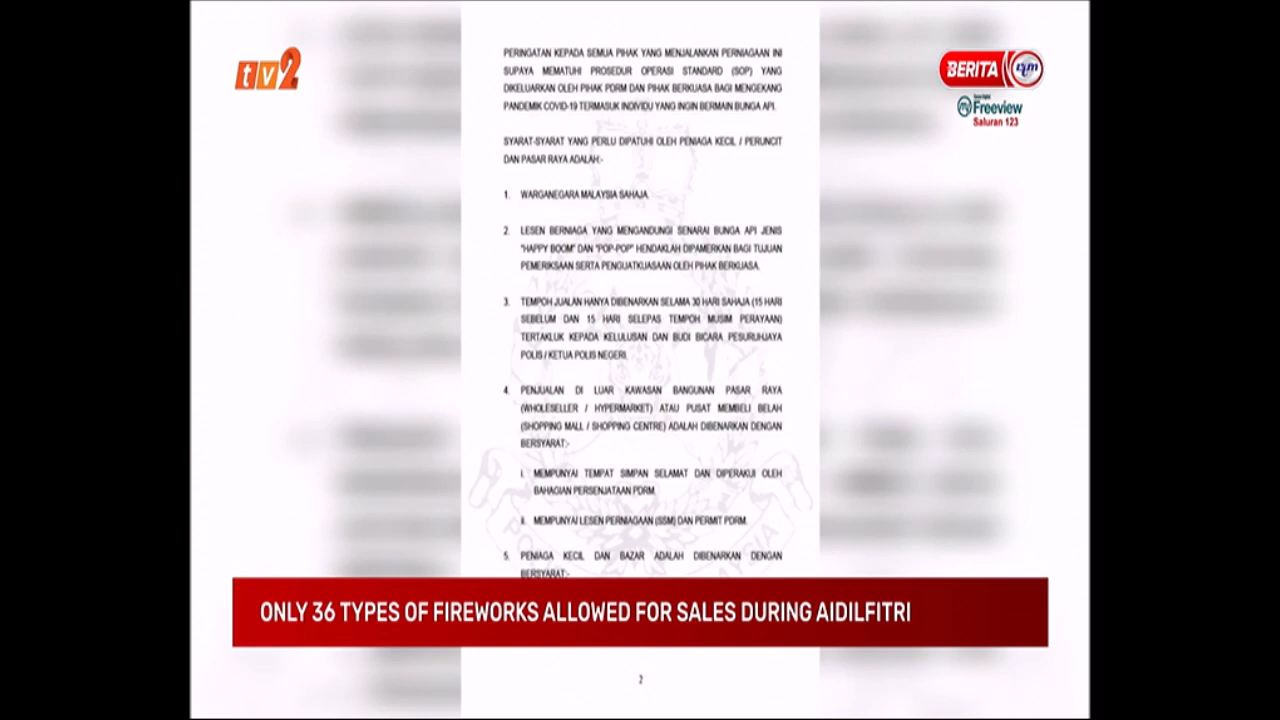 tv2
BERITA rtm
Freeview
Saluran 123
PERINGATAN KEPADA SEMUA PIHAK YANG MENJALANKAN PERNIAGAAN INI
SUPAYA MEMATUHI PROSEDUR OPERASI STANDARD (SOP) YANG
DIKELUARKAN OLEH PIHAK PDRM DAN PIHAK BERKUASA BAGI MENGEKANG
PANDEMIK COVID-19 TERMASUK INDIVIDU YANG INGIN BERMAIN BUNGA API.
SYARAT-SYARAT YANG PERLU DIPATUHI OLEH PENIAGA KECIL / PERUNCIT
DAN PASAR RAYA ADALAH:-
1. WARGANEGARA MALAYSIA SAHAJA.
2. LESEN BERNIAGA YANG MENGANDUNGI SENARAI BUNGA API JENIS
"HAPPY BOOM" DAN "POP-POP" HENDAKLAH DIPAMERKAN BAGI TUJUAN
PEMERIKSAAN SERTA PENGUATKUASAAN OLEH PIHAK BERKUASA.
3. TEMPOH JUALAN HANYA DIBENARKAN SELAMA 30 HARI SAHAJA (15 HARI
SEBELUM DAN 15 HARI SELEPAS TEMPOH MUSIM PERAYAAN)
TERTAKLUK KEPADA KELULUSAN DAN BUDI BICARA PESURUHJAYA
POLIS / KETUA POLIS NEGERI.
4. PENJUALAN DI LUAR KAWASAN BANGUNAN PASAR RAYA
(WHOLESELLER / HYPERMARKET) ATAU PUSAT MEMBELI BELAH
(SHOPPING MALL / SHOPPING CENTRE) ADALAH DIBENARKAN DENGAN
BERSYARAT:-
i. MEMPUNYAI TEMPAT SIMPAN SELAMAT DAN DIPERAKUI OLEH
BAHAGIAN PERSENJATAAN PDRM.
ii. MEMPUNYAI LESEN PERNIAGAAN (SSM) DAN PERMIT PDRM.
5. PENIAGA KECIL DAN BAZAR ADALAH DIBENARKAN DENGAN
BERSYARAT:-
ONLY 36 TYPES OF FIREWORKS ALLOWED FOR SALES DURING AIDILFITRI
2